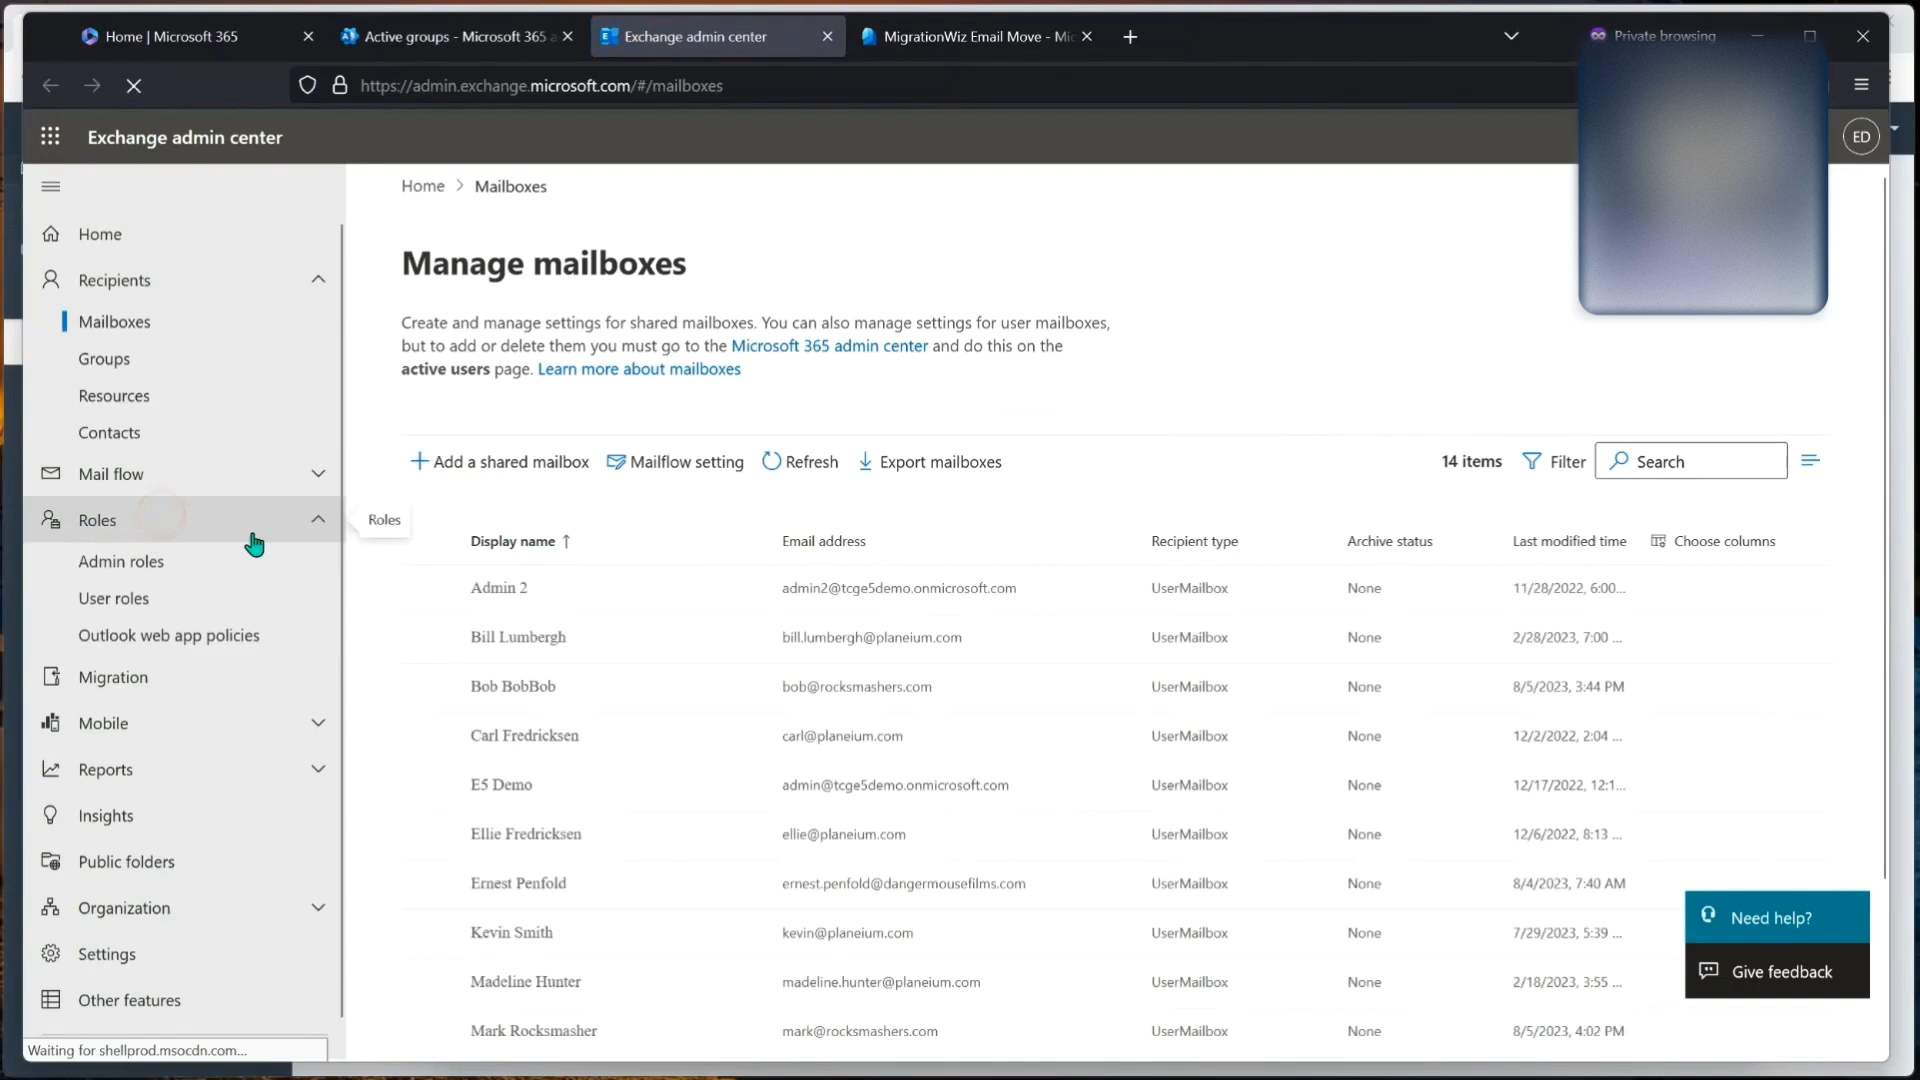 Home | Microsoft 365
Active groups - Microsoft 365 a
Exchange admin center
MigrationWiz Email Move - Mic
Private browsing
https://admin.exchange.microsoft.com/#/mailboxes
Exchange admin center
ED
Home
Recipients
Mailboxes
Groups
Resources
Contacts
Mail flow
Roles
Admin roles
User roles
Outlook web app policies
Migration
Mobile
Reports
Insights
Public folders
Organization
Settings
Other features
Waiting for shellprod.msocdn.com...
Roles
Home > Mailboxes
Manage mailboxes
Create and manage settings for shared mailboxes. You can also manage settings for user mailboxes,
but to add or delete them you must go to the Microsoft 365 admin center and do this on the
active users page. Learn more about mailboxes
Add a shared mailbox Mailflow setting Refresh Export mailboxes 14 items Filter Search
Display name ↑ Email address Recipient type Archive status Last modified time Choose columns
Admin 2 admin2@tcge5demo.onmicrosoft.com UserMailbox None 11/28/2022, 6:00...
Bill Lumbergh bill.lumbergh@planeium.com UserMailbox None 2/28/2023, 7:00 ...
Bob BobBob bob@rocksmashers.com UserMailbox None 8/5/2023, 3:44 PM
Carl Fredricksen carl@planeium.com UserMailbox None 12/2/2022, 2:04 ...
E5 Demo admin@tcge5demo.onmicrosoft.com UserMailbox None 12/17/2022, 12:1...
Ellie Fredricksen ellie@planeium.com UserMailbox None 12/6/2022, 8:13 ...
Ernest Penfold ernest.penfold@dangermousefilms.com UserMailbox None 8/4/2023, 7:40 AM
Kevin Smith kevin@planeium.com UserMailbox None 7/29/2023, 5:39 ...
Madeline Hunter madeline.hunter@planeium.com UserMailbox None 2/18/2023, 3:55 ...
Mark Rocksmasher mark@rocksmashers.com UserMailbox None 8/5/2023, 4:02 PM
Need help?
Give feedback